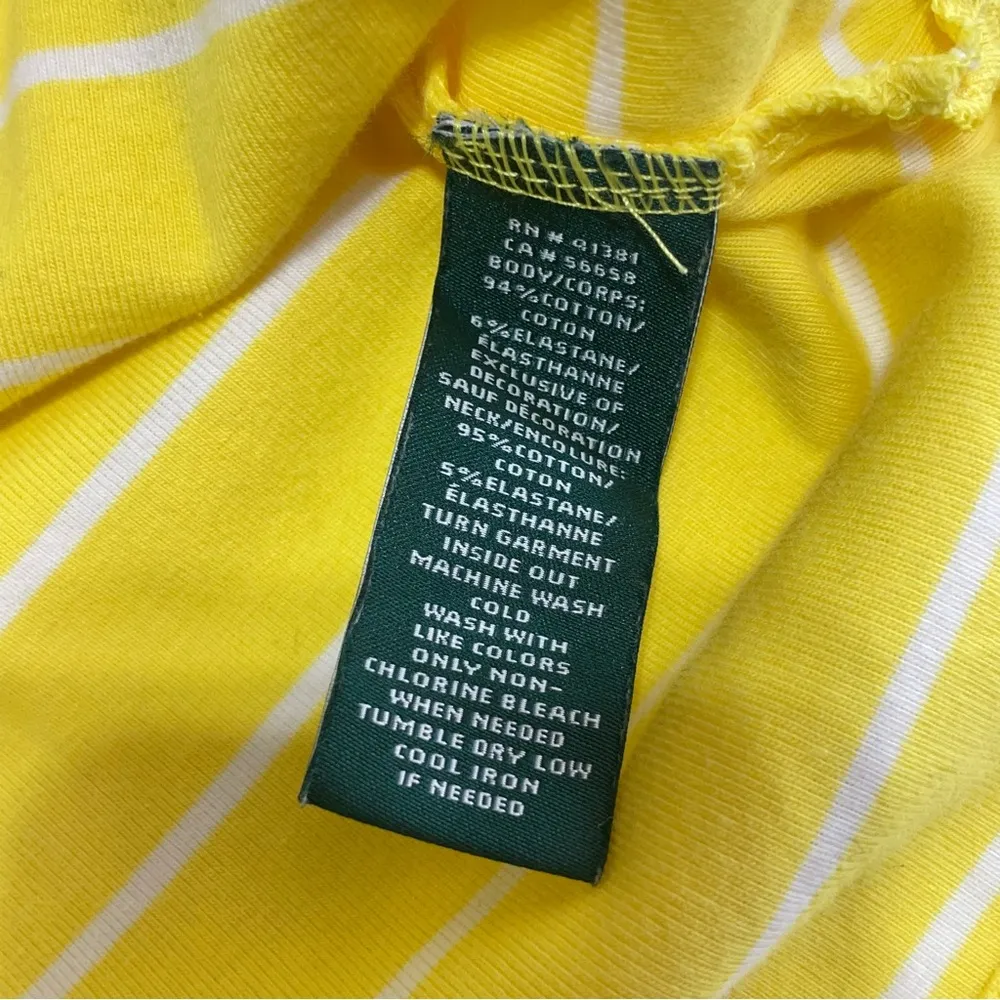 RN # 91381
CA # 56658
BODY/CORPS:
94%COTTON/
COTON
6%ELASTANE/
ÉLASTHANNE
EXCLUSIVE OF
DECORATION/
SAUF DÉCORATION
NECK/ENCOLURE:
95%COTTON/
COTON
5%ELASTANE/
ÉLASTHANNE
TURN GARMENT
INSIDE OUT
MACHINE WASH
COLD
WASH WITH
LIKE COLORS
ONLY NON-
CHLORINE BLEACH
WHEN NEEDED
TUMBLE DRY LOW
COOL IRON
IF NEEDED